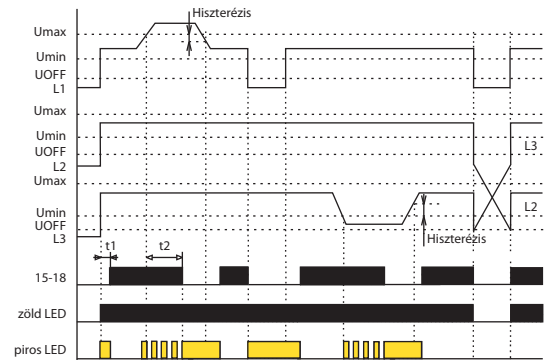 Hiszterézis
Umax
Umin
UOFF
L1
Umax
Umin
UOFF
L2
L3
Umax
Umin
UOFF
L3
L2
Hiszterézis
t1
t2
15-18
zöld LED
piros LED